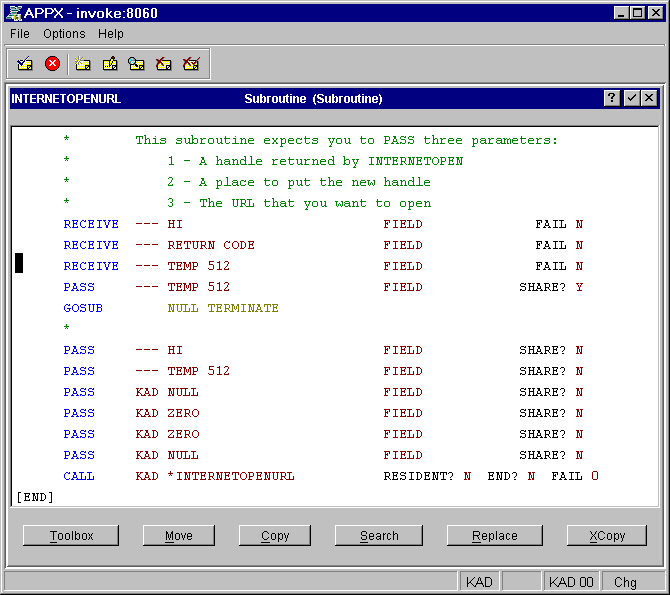 APPX - invoke:8060
File Options Help
INTERNETOPENURL Subroutine (Subroutine)
* This subroutine expects you to PASS three parameters:
* 1 - A handle returned by INTERNETOPEN
* 2 - A place to put the new handle
* 3 - The URL that you want to open
RECEIVE --- HI FIELD FAIL N
RECEIVE --- RETURN CODE FIELD FAIL N
RECEIVE --- TEMP 512 FIELD FAIL N
PASS --- TEMP 512 FIELD SHARE? Y
GOSUB NULL TERMINATE
*
PASS --- HI FIELD SHARE? N
PASS --- TEMP 512 FIELD SHARE? N
PASS KAD NULL FIELD SHARE? N
PASS KAD ZERO FIELD SHARE? N
PASS KAD ZERO FIELD SHARE? N
PASS KAD NULL FIELD SHARE? N
CALL KAD *INTERNETOPENURL RESIDENT? N END? N FAIL 0
[END]
Toolbox Move Copy Search Replace XCopy
KAD KAD 00 Chg